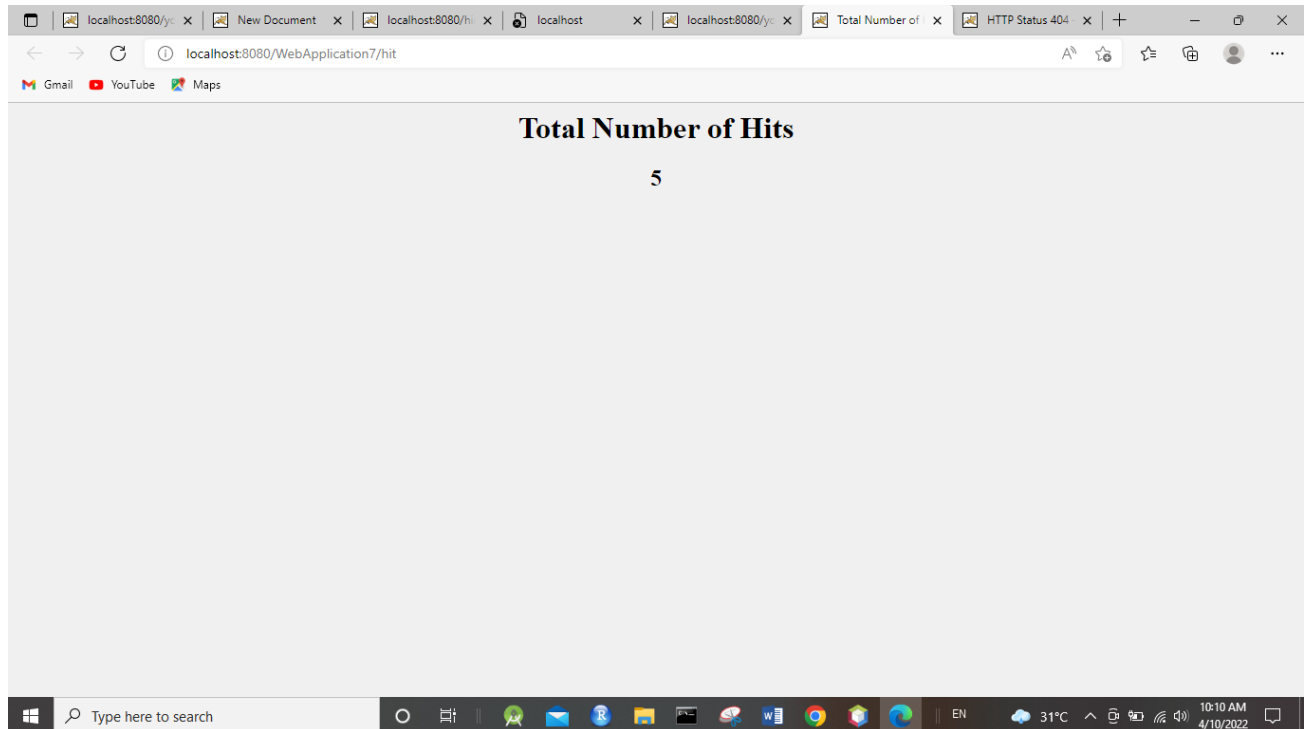 localhost:8080/yc
New Document
localhost:8080/hi
localhost
localhost:8080/yc
Total Number of
HTTP Status 404 -
localhost:8080/WebApplication7/hit
Gmail YouTube Maps
Total Number of Hits
5
Type here to search
EN
31°C
10:10 AM
4/10/2022